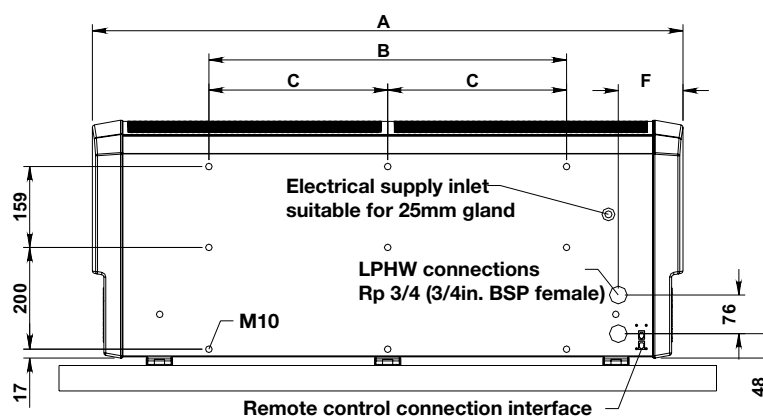 A
B
C
C
F
Electrical supply inlet
suitable for 25mm gland
159
LPHW connections
Rp 3/4 (3/4in. BSP female)
200
M10
76
17
48
Remote control connection interface